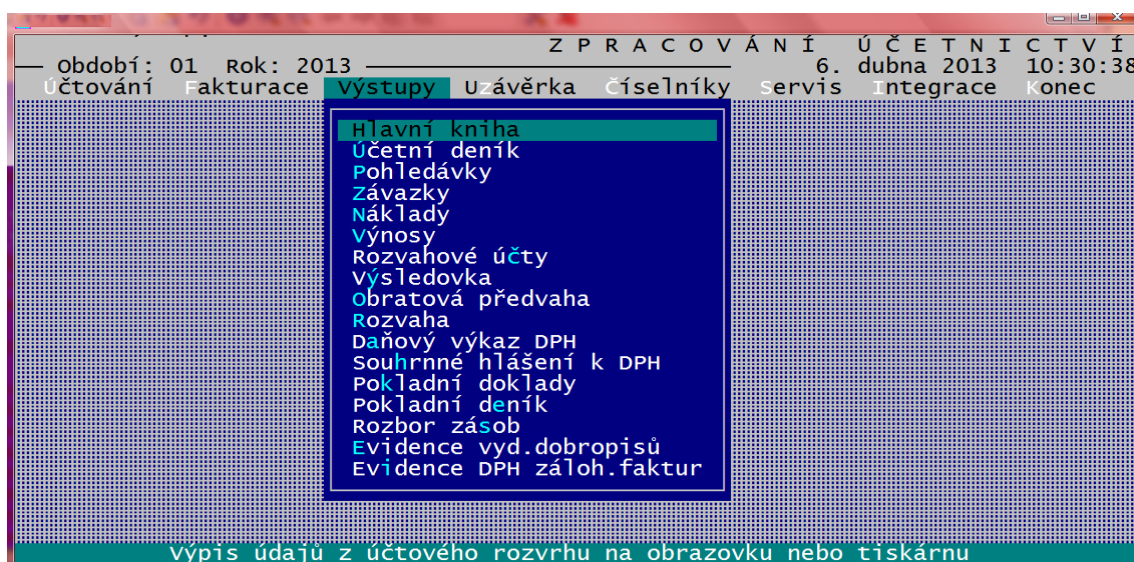 Z P R A C O V Á N Í Ú Č E T N I C T V Í
Období: 01 Rok: 2013 6. dubna 2013 10:30:38
Účtování Fakturace Výstupy Uzávěrka Číselníky Servis Integrace Konec
Hlavní kniha
Účetní deník
Pohledávky
Závazky
Náklady
Výnosy
Rozvahové účty
Výsledovka
Obratová předvaha
Rozvaha
Daňový výkaz DPH
Souhrnné hlášení k DPH
Pokladní doklady
Pokladní deník
Rozbor zásob
Evidence vyd.dobropisů
Evidence DPH záloh.faktur
Výpis údajů z účtového rozvrhu na obrazovku nebo tiskárnu